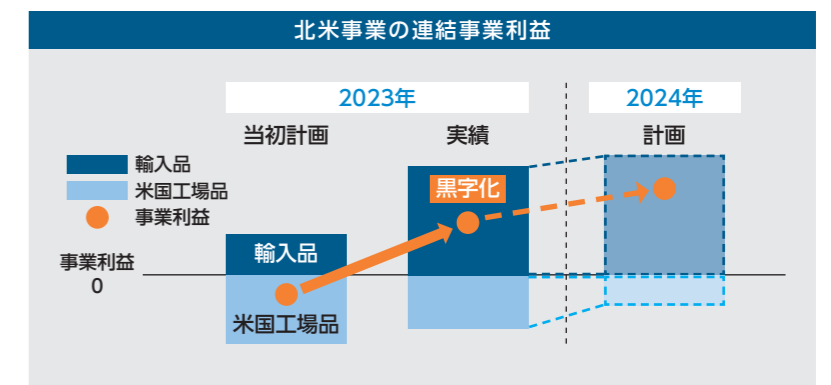 北米事業の連結事業利益
2023年
2024年
当初計画
実績
計画
輸入品
米国工場品
事業利益
黒字化
輸入品
事業利益
0
米国工場品